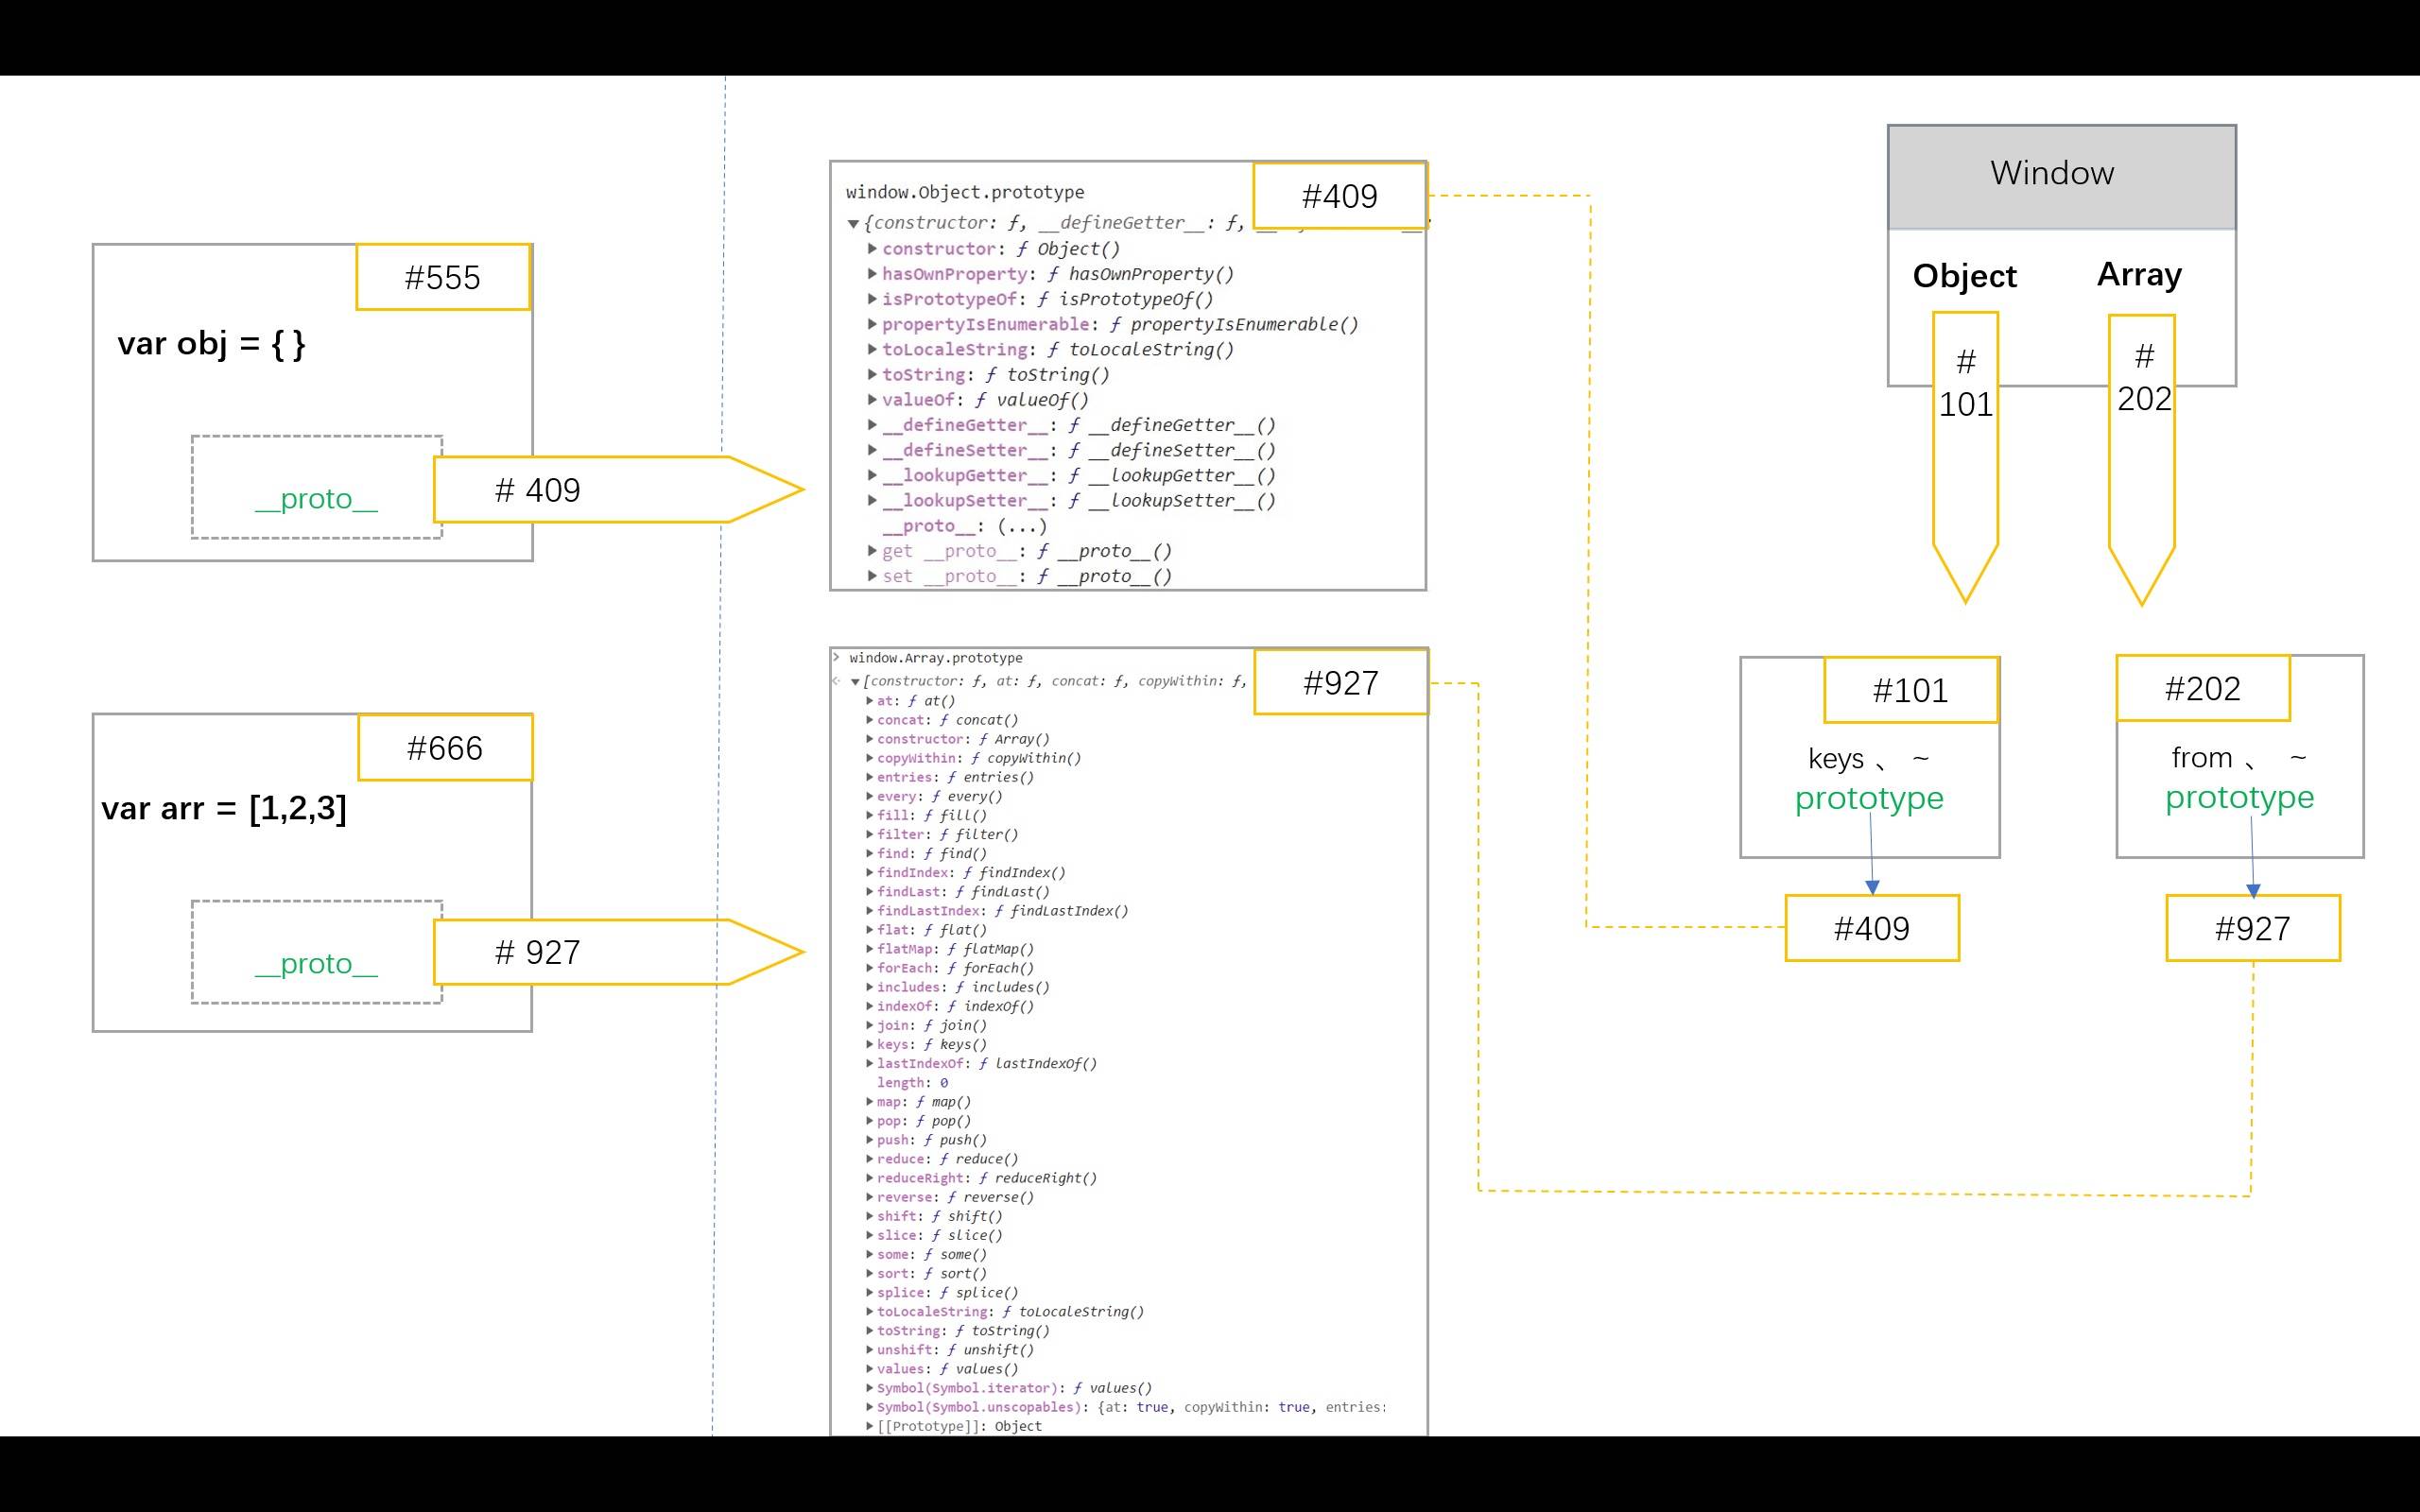 #555
var obj = { }
__proto__
# 409
#666
var arr = [1,2,3]
__proto__
# 927
window.Object.prototype
#409
{constructor: ƒ, __defineGetter__: ƒ,
constructor: ƒ Object()
hasOwnProperty: ƒ hasOwnProperty()
isPrototypeOf: ƒ isPrototypeOf()
propertyIsEnumerable: ƒ propertyIsEnumerable()
toLocaleString: ƒ toLocaleString()
toString: ƒ toString()
valueOf: ƒ valueOf()
__defineGetter__: ƒ __defineGetter__()
__defineSetter__: ƒ __defineSetter__()
__lookupGetter__: ƒ __lookupGetter__()
__lookupSetter__: ƒ __lookupSetter__()
__proto__: (...)
get __proto__: ƒ __proto__()
set __proto__: ƒ __proto__()
> window.Array.prototype
#927
[constructor: ƒ, at: ƒ, concat: ƒ, copyWithin: ƒ,
at: ƒ at()
concat: ƒ concat()
constructor: ƒ Array()
copyWithin: ƒ copyWithin()
entries: ƒ entries()
every: ƒ every()
fill: ƒ fill()
filter: ƒ filter()
find: ƒ find()
findIndex: ƒ findIndex()
findLast: ƒ findLast()
findLastIndex: ƒ findLastIndex()
flat: ƒ flat()
flatMap: ƒ flatMap()
forEach: ƒ forEach()
includes: ƒ includes()
indexOf: ƒ indexOf()
join: ƒ join()
keys: ƒ keys()
lastIndexOf: ƒ lastIndexOf()
length: 0
map: ƒ map()
pop: ƒ pop()
push: ƒ push()
reduce: ƒ reduce()
reduceRight: ƒ reduceRight()
reverse: ƒ reverse()
shift: ƒ shift()
slice: ƒ slice()
some: ƒ some()
sort: ƒ sort()
splice: ƒ splice()
toLocaleString: ƒ toLocaleString()
toString: ƒ toString()
unshift: ƒ unshift()
values: ƒ values()
Symbol(Symbol.iterator): ƒ values()
Symbol(Symbol.unscopables): {at: true, copyWithin: true, entries:
[[Prototype]]: Object
Window
Object
Array
#
101
#
202
#101
keys 、 ~
prototype
#409
#202
from 、 ~
prototype
#927